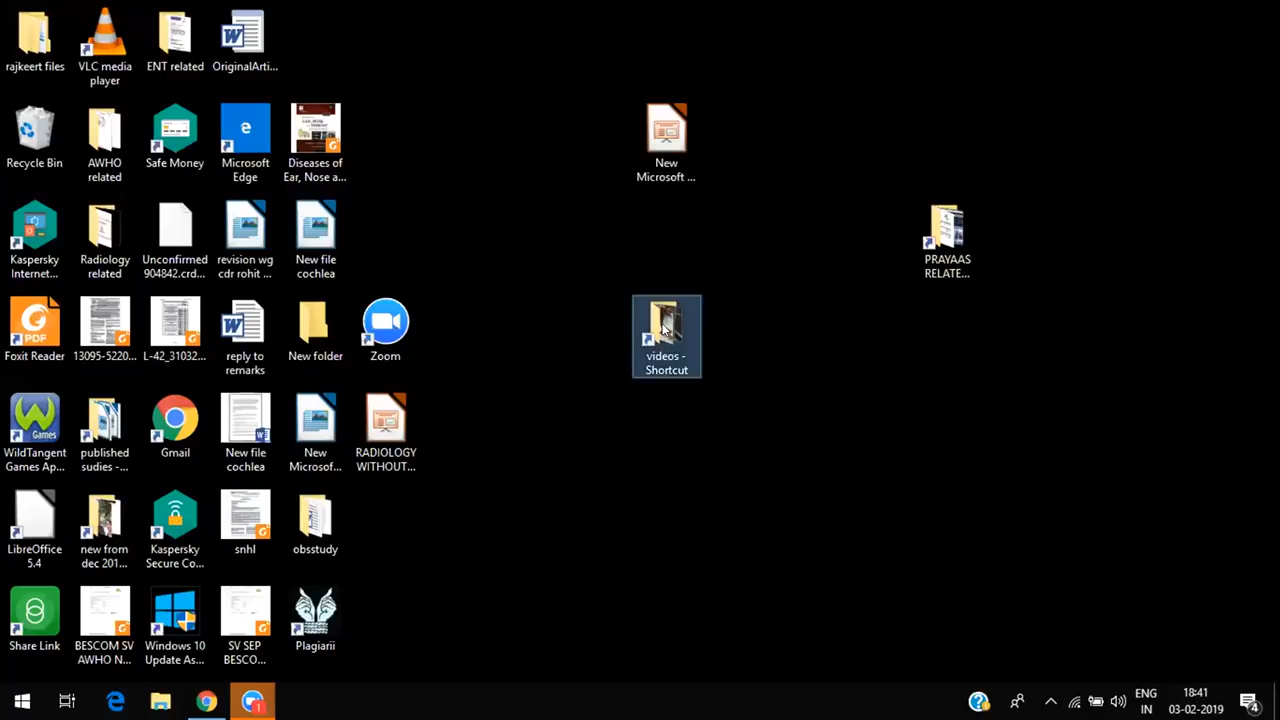 rajkeert files
VLC media
player
ENT related
OriginalArti...
Recycle Bin
AWHO
related
Safe Money
Microsoft
Edge
Diseases of
Ear, Nose a...
New
Microsoft ...
Kaspersky
Internet...
Radiology
related
Unconfirmed
904842.crd...
revision wg
cdr rohit ...
New file
cochlea
PRAYAAS
RELATE...
PDF
Foxit Reader
13095-5220...
L-42_31032...
reply to
remarks
New folder
Zoom
videos -
Shortcut
Games
WildTangent
Games Ap...
published
sudies -...
Gmail
New file
cochlea
New
Microsof...
RADIOLOGY
WITHOUT...
LibreOffice
5.4
new from
dec 201...
Kaspersky
Secure Co...
snhl
obsstudy
Share Link
BESCOM SV
AWHO N...
Windows 10
Update As...
SV SEP
BESCO...
Plagiarii
1
ENG
IN
18:41
03-02-2019
4